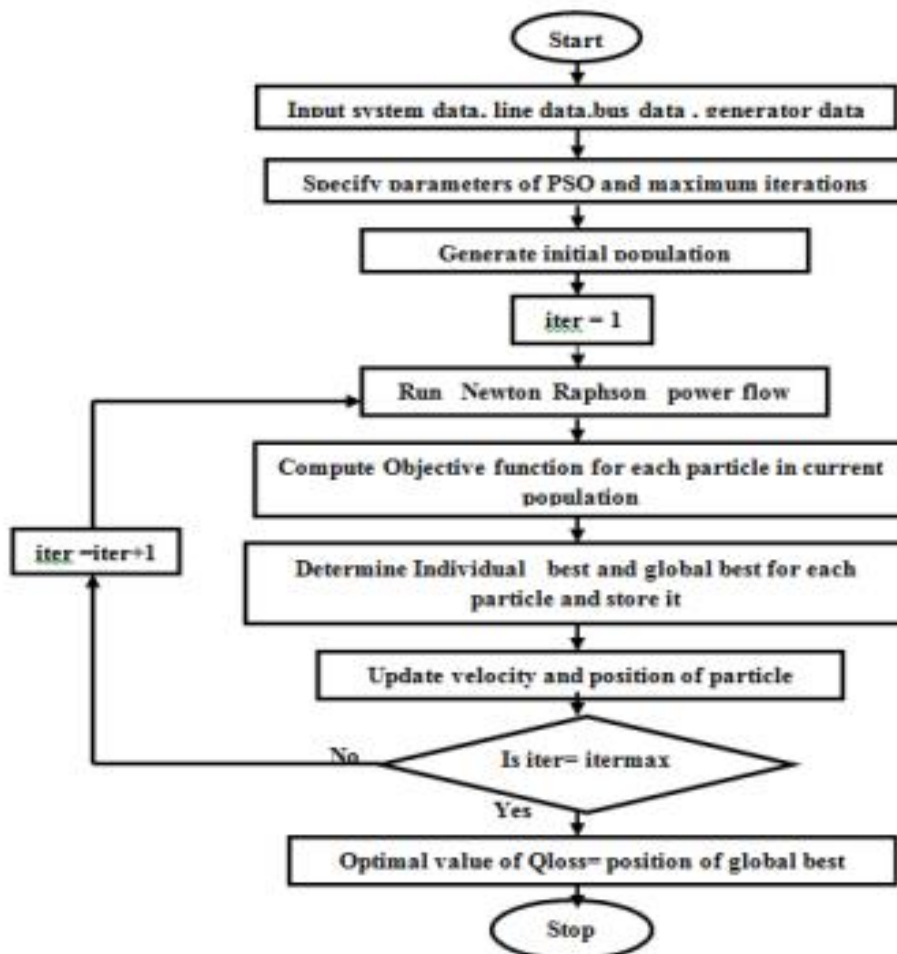 Start
Input system data, line data,bus data , generator data
Specify parameters of PSO and maximum iterations
Generate initial population
iter = 1
Run Newton Raphson power flow
Compute Objective function for each particle in current
population
iter =iter+1
Determine Individual best and global best for each
particle and store it
Update velocity and position of particle
No
Is iter= itermax
Yes
Optimal value of Qloss= position of global best
Stop